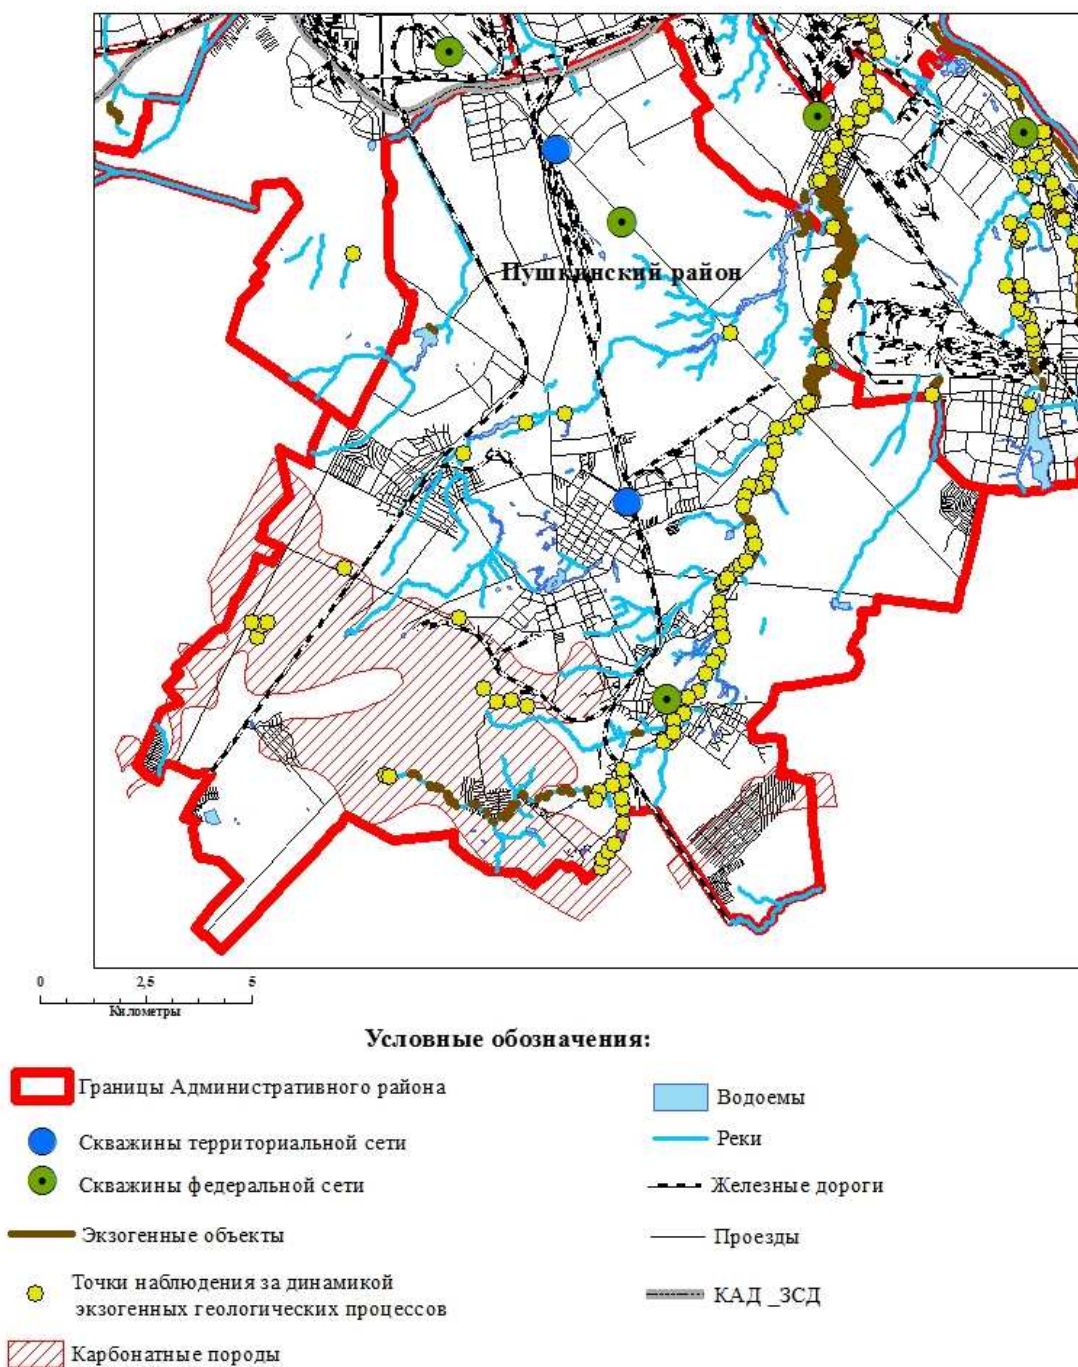 Пушкинский район
0 2,5 5
Километры
Условные обозначения:
Границы Административного района
Водоемы
Скважины территориальной сети
Реки
Скважины федеральной сети
Железные дороги
Экзогенные объекты
Проезды
Точки наблюдения за динамикой
экзогенных геологических процессов
КАД _ЗСД
Карбонатные породы